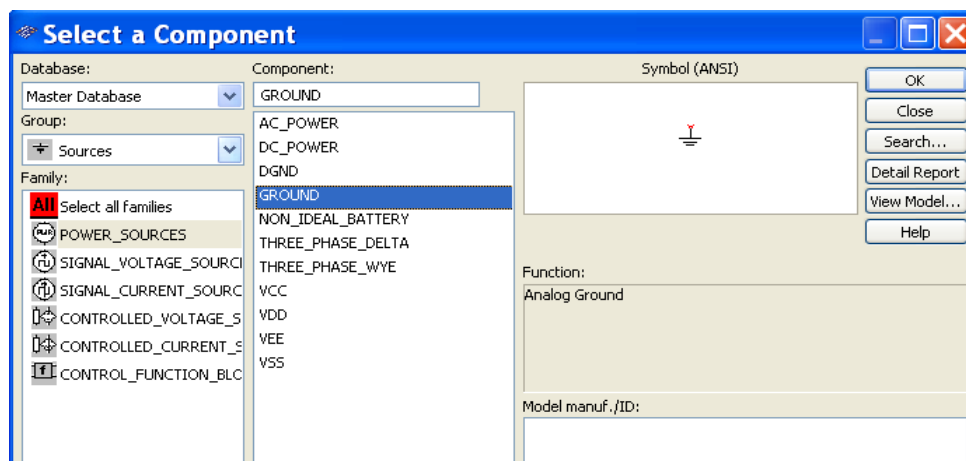 Select a Component
Database:
Master Database
Group:
Sources
Family:
All Select all families
POWER_SOURCES
SIGNAL_VOLTAGE_SOURC
SIGNAL_CURRENT_SOURC
CONTROLLED_VOLTAGE_S
CONTROLLED_CURRENT_S
CONTROL_FUNCTION_BLC
Component:
GROUND
AC_POWER
DC_POWER
DGND
GROUND
NON_IDEAL_BATTERY
THREE_PHASE_DELTA
THREE_PHASE_WYE
VCC
VDD
VEE
VSS
Symbol (ANSI)
Function:
Analog Ground
Model manuf./ID:
OK
Close
Search...
Detail Report
View Model...
Help